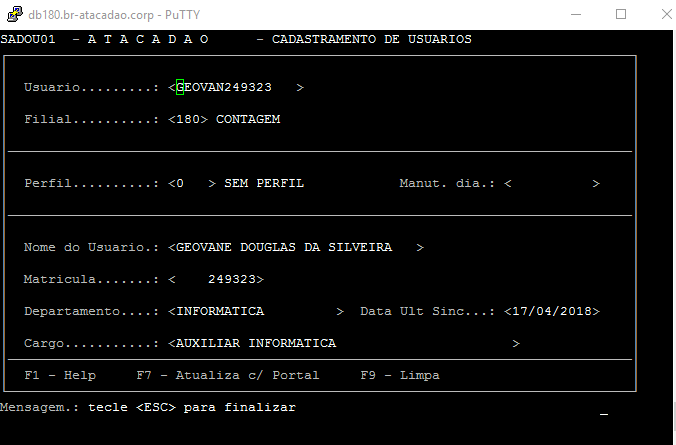 db180.br-atacadao.corp - PuTTY
SADOU01 - A T A C A D A O - CADASTRAMENTO DE USUARIOS
Usuario.........: <GEOVAN249323 >
Filial..........: <180> CONTAGEM
Perfil..........: <0 > SEM PERFIL Manut. dia.: < >
Nome do Usuario.: <GEOVANE DOUGLAS DA SILVEIRA >
Matricula.......: < 249323>
Departamento....: <INFORMATICA > Data Ult Sinc...: <17/04/2018>
Cargo...........: <AUXILIAR INFORMATICA >
F1 - Help F7 - Atualiza c/ Portal F9 - Limpa
Mensagem.: tecle <ESC> para finalizar _